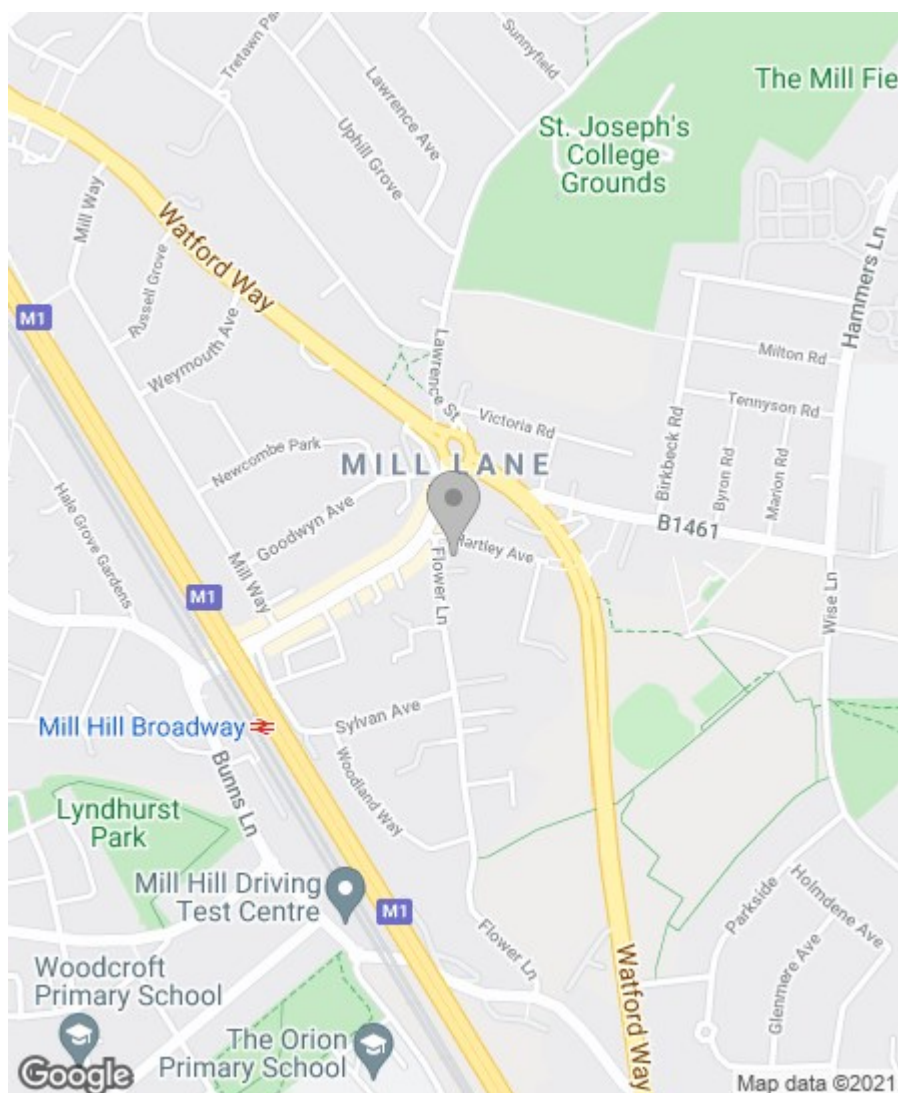 Tretawn Par
Sunnyfield
Lawrence Ave
Uphill Grove
The Mill Fie
St. Joseph's
College
Grounds
Mill Way
Watford Way
Russell Grove
Weymouth Ave
M1
Hammers Ln
Lawrence St
Milton Rd
Tennyson Rd
Victoria Rd
Birkbeck Rd
Byron Rd
Marion Rd
Newcombe Park
MILL LANE
Goodwyn Ave
Hale Grove Gardens
B1461
Hartley Ave
Flower Ln
Mill Way
M1
Wise Ln
Sylvan Ave
Mill Hill Broadway
Bunns Ln
Woodland Way
Lyndhurst
Park
Mill Hill Driving
Test Centre
M1
Parkside
Holmdene Ave
Glenmere Ave
Flower Ln
Watford Way
Woodcroft
Primary School
The Orion
Primary School
Google
Map data ©2021